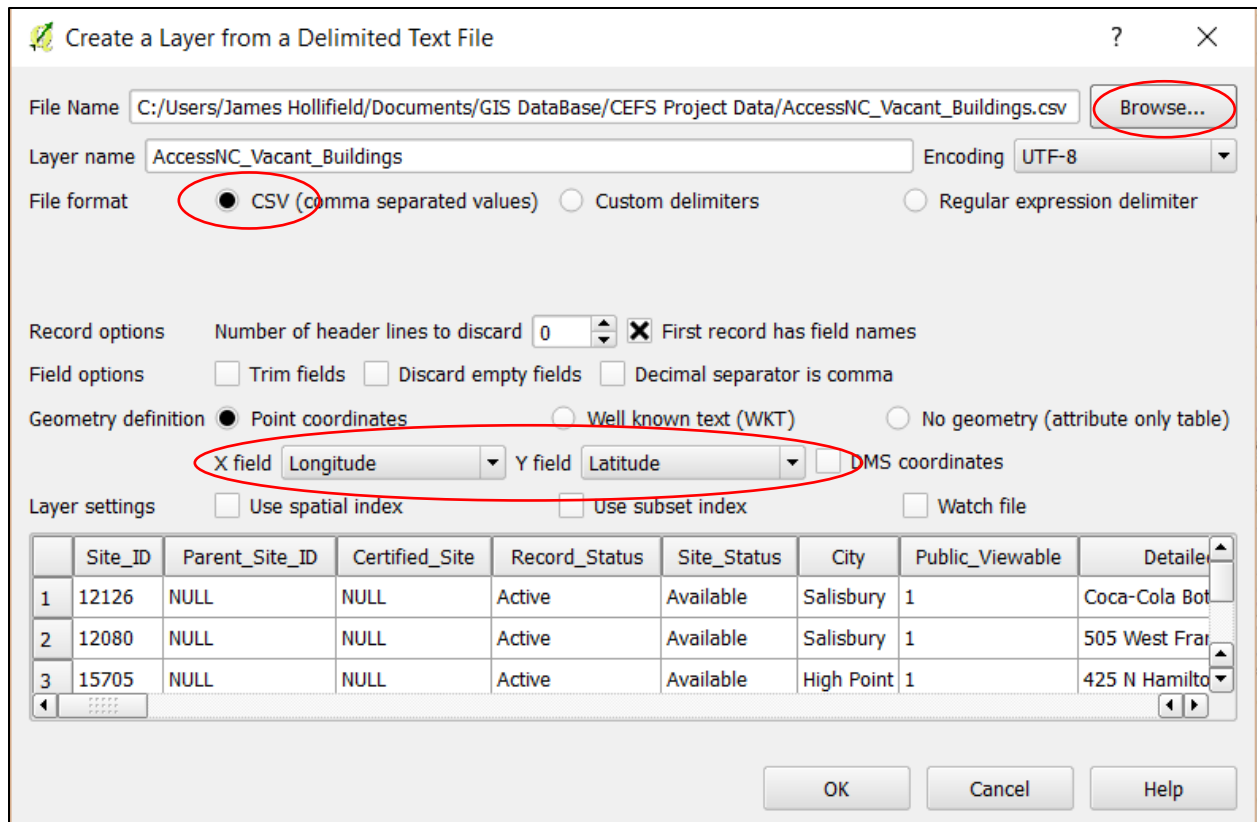 Create a Layer from a Delimited Text File ?
File Name C:/Users/James Hollifield/Documents/GIS DataBase/CEFS Project Data/AccessNC_Vacant_Buildings.csv Browse...
Layer name AccessNC_Vacant_Buildings Encoding UTF-8
File format CSV (comma separated values) Custom delimiters Regular expression delimiter
Record options Number of header lines to discard 0 First record has field names
Field options Trim fields Discard empty fields Decimal separator is comma
Geometry definition Point coordinates Well known text (WKT) No geometry (attribute only table)
X field Longitude Y field Latitude DMS coordinates
Layer settings Use spatial index Use subset index Watch file
Site_ID Parent_Site_ID Certified_Site Record_Status Site_Status City Public_Viewable Detailed
1 12126 NULL NULL Active Available Salisbury 1 Coca-Cola Bot
2 12080 NULL NULL Active Available Salisbury 1 505 West Fran
3 15705 NULL NULL Active Available High Point 1 425 N Hamilto
OK Cancel Help